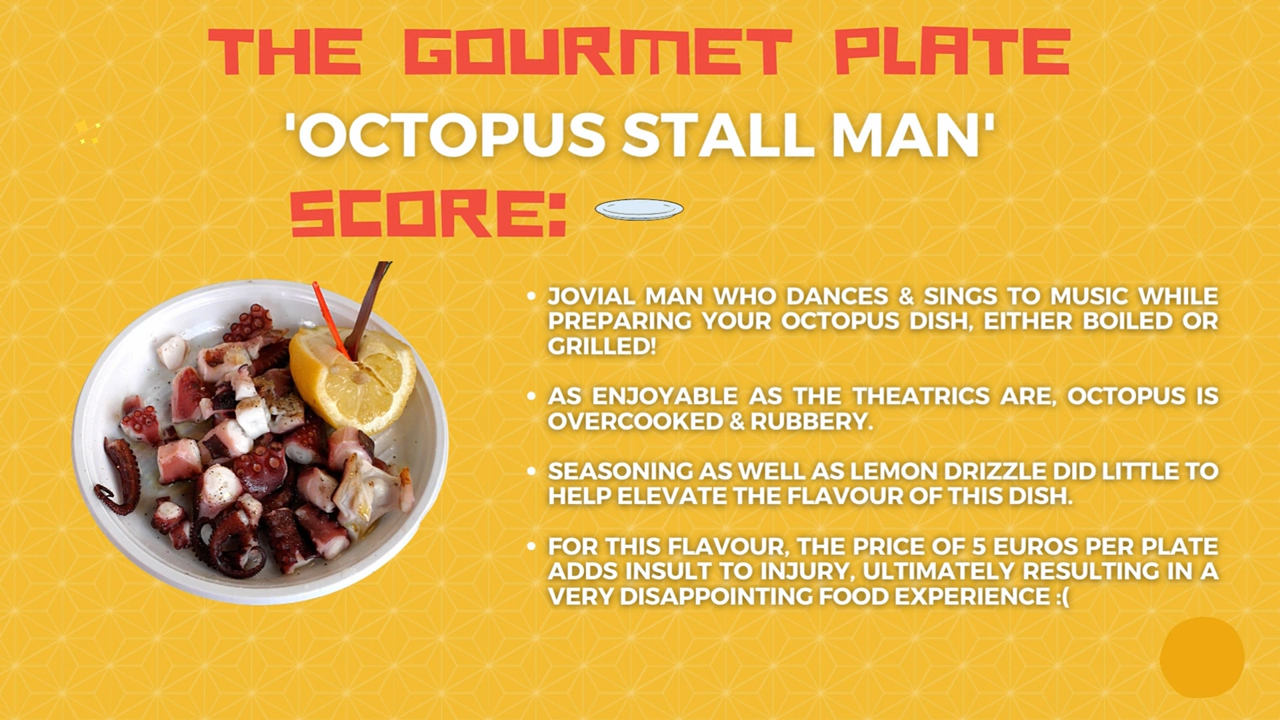 THE GOURMET PLATE
'OCTOPUS STALL MAN'
SCORE:
• JOVIAL MAN WHO DANCES & SINGS TO MUSIC WHILE
PREPARING YOUR OCTOPUS DISH, EITHER BOILED OR
GRILLED!
• AS ENJOYABLE AS THE THEATRICS ARE, OCTOPUS IS
OVERCOOKED & RUBBERY.
• SEASONING AS WELL AS LEMON DRIZZLE DID LITTLE TO
HELP ELEVATE THE FLAVOUR OF THIS DISH.
• FOR THIS FLAVOUR, THE PRICE OF 5 EUROS PER PLATE
ADDS INSULT TO INJURY, ULTIMATELY RESULTING IN A
VERY DISAPPOINTING FOOD EXPERIENCE :(